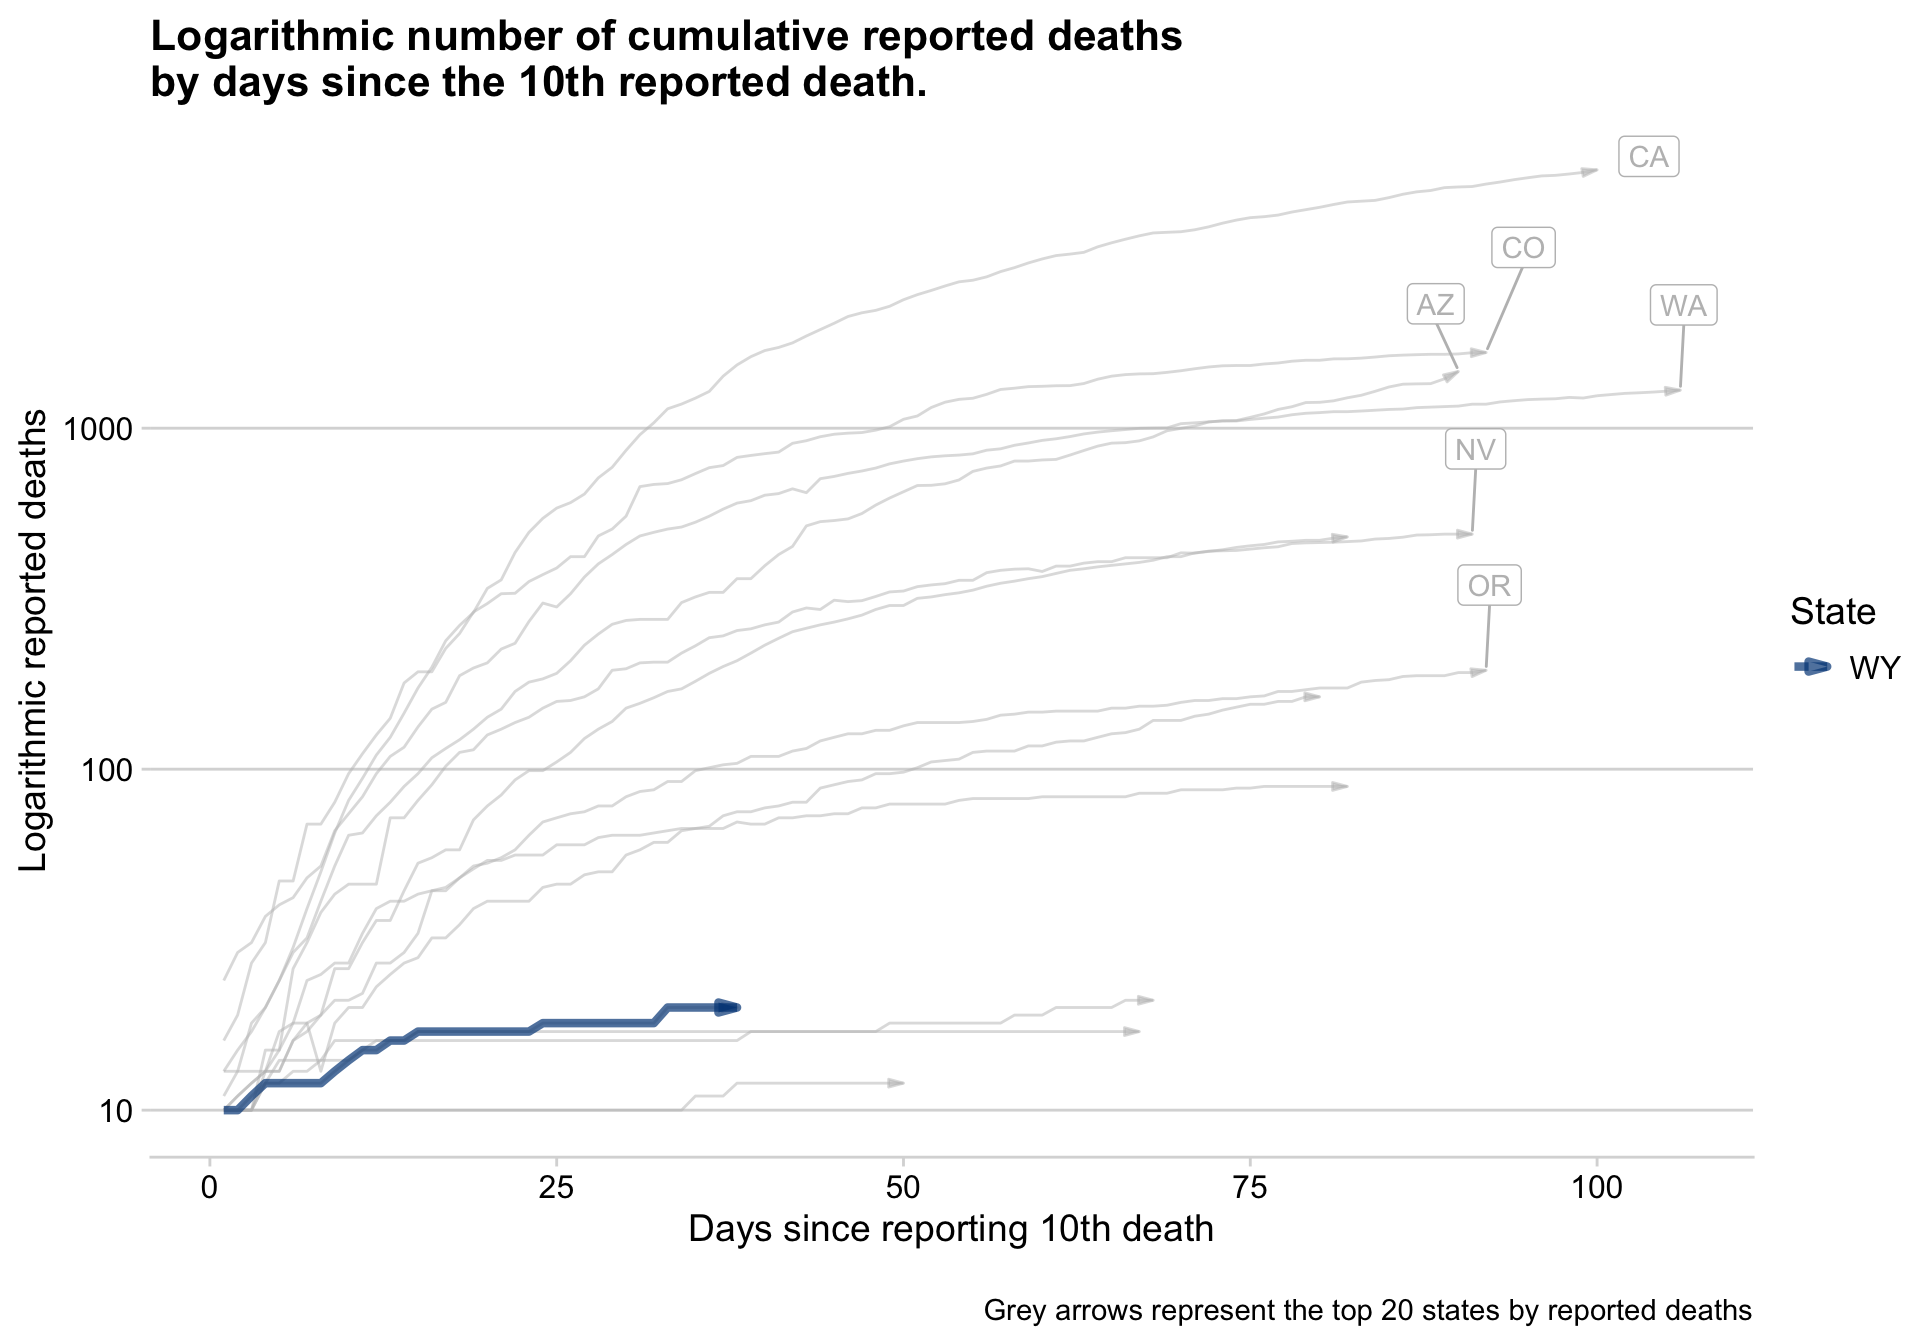 Logarithmic number of cumulative reported deaths
by days since the 10th reported death.
CA
CO
AZ
WA
1000
NV
OR
Logarithmic reported deaths
State
WY
100
10
0 25 50 75 100
Days since reporting 10th death
Grey arrows represent the top 20 states by reported deaths